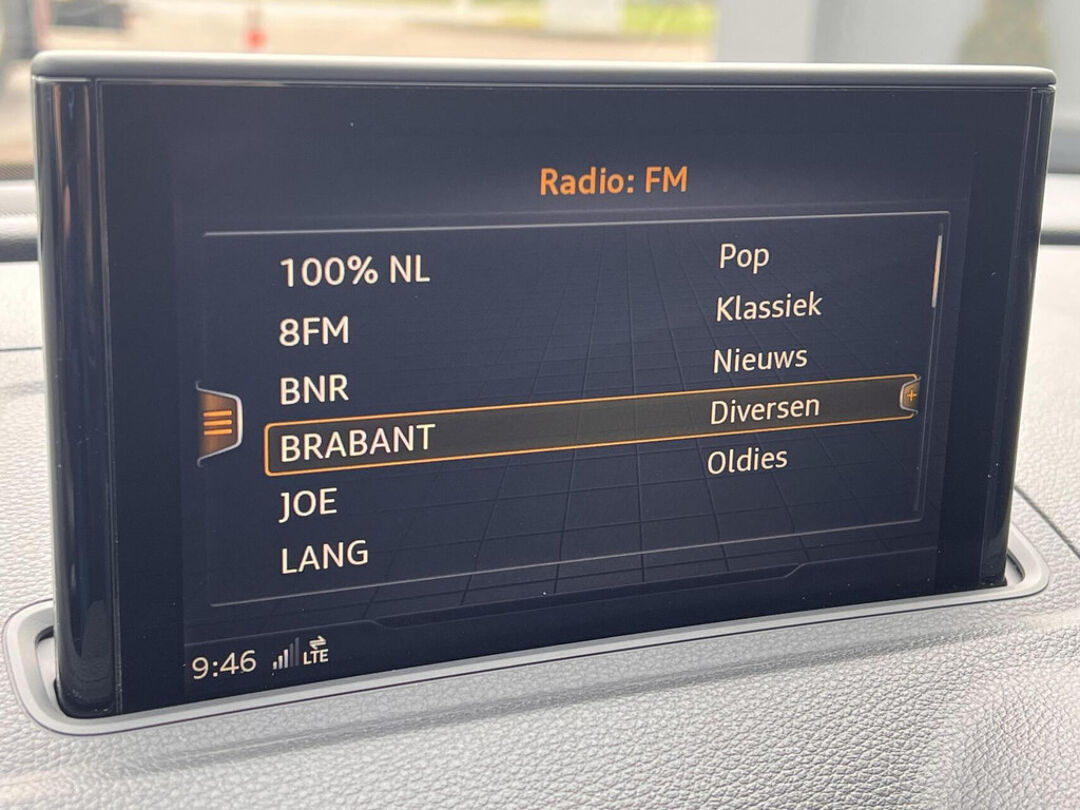 Radio: FM
100% NL Pop
8FM Klassiek
BNR Nieuws
BRABANT Diversen
JOE Oldies
LANG
9:46 LTE